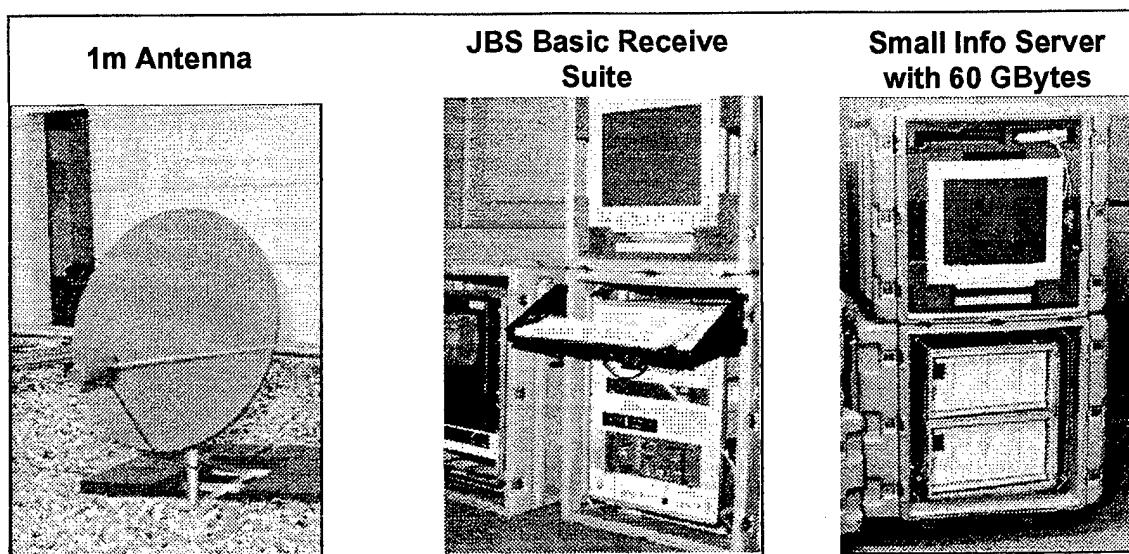 1m Antenna
JBS Basic Receive
Suite
Small Info Server
with 60 GBytes